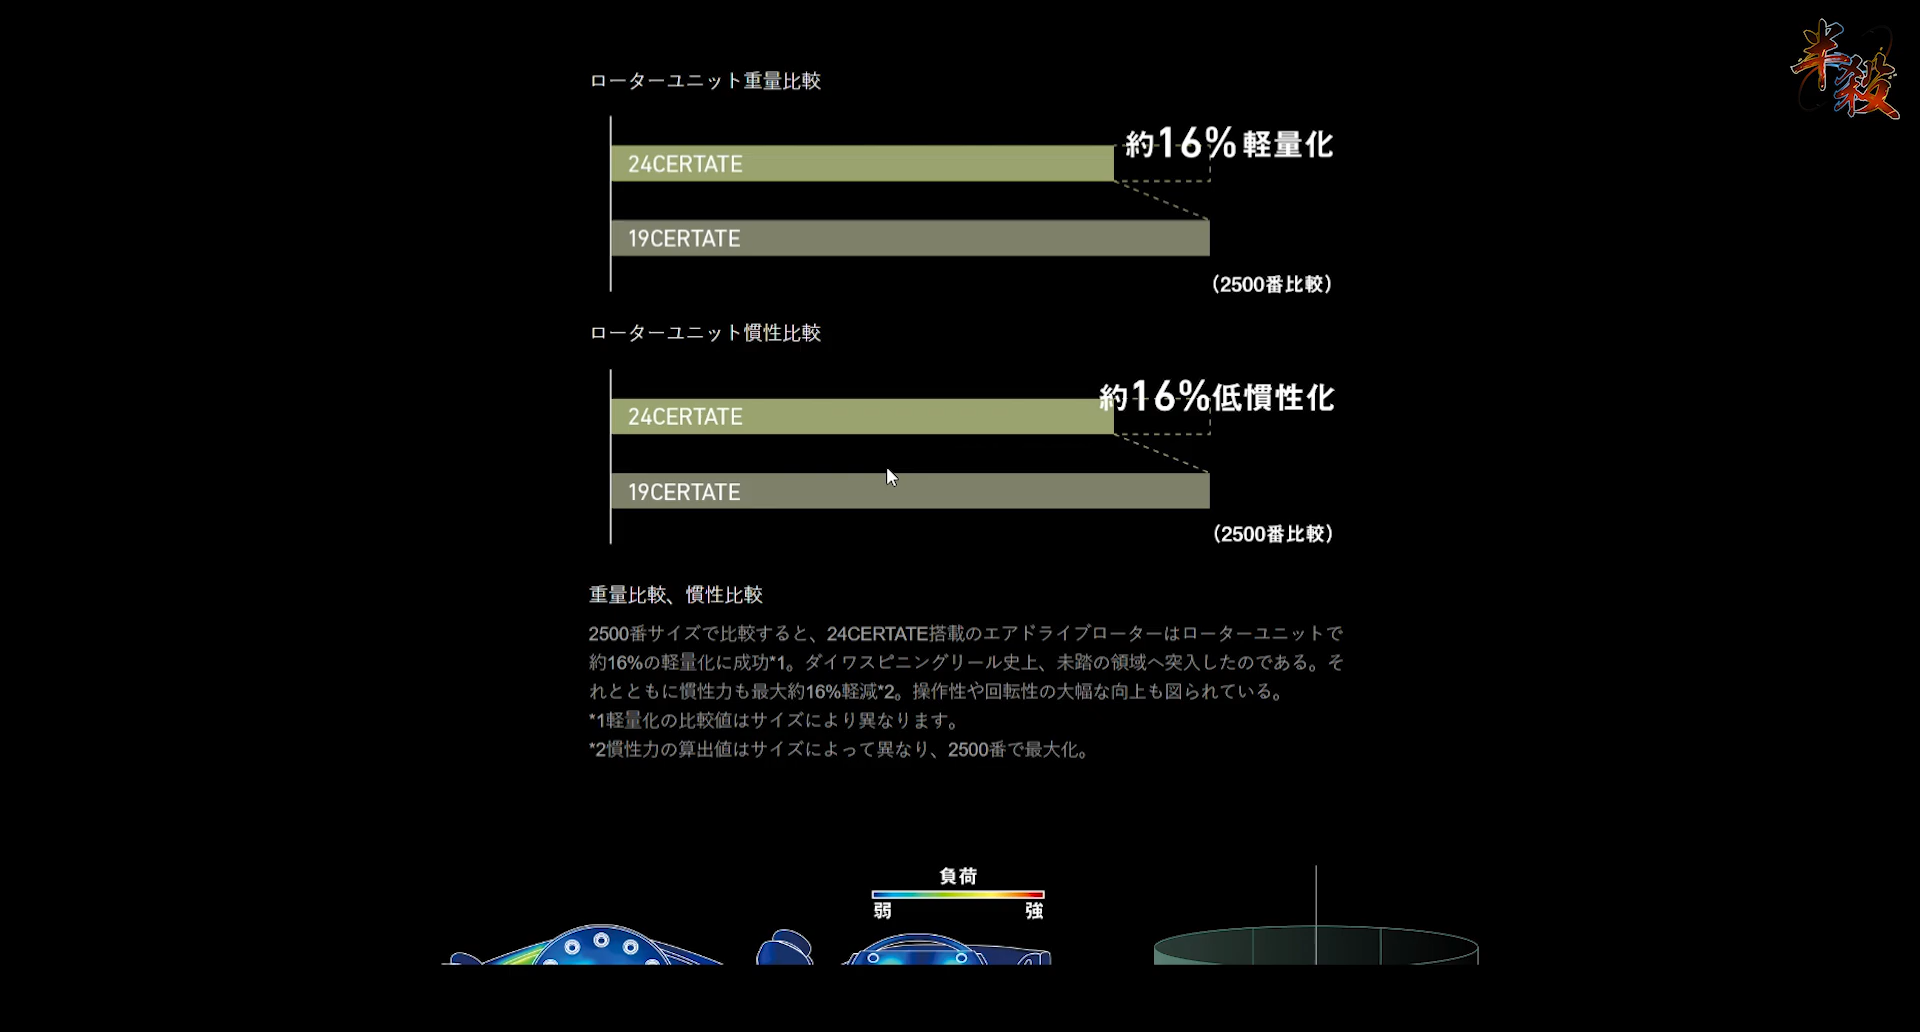 半殺
ローターユニット重量比較
約16%軽量化
24CERTATE
19CERTATE
（2500番比較）
ローターユニット慣性比較
約16%低慣性化
24CERTATE
19CERTATE
（2500番比較）
重量比較、慣性比較
2500番サイズで比較すると、24CERTATE搭載のエアドライブローターはローターユニットで
約16%の軽量化に成功*1。ダイワスピニングリール史上、未踏の領域へ突入したのである。そ
れとともに慣性力も最大約16%軽減*2。操作性や回転性の大幅な向上も図られている。
*1軽量化の比較値はサイズにより異なります。
*2慣性力の算出値はサイズによって異なり、2500番で最大化。
負荷
弱 強